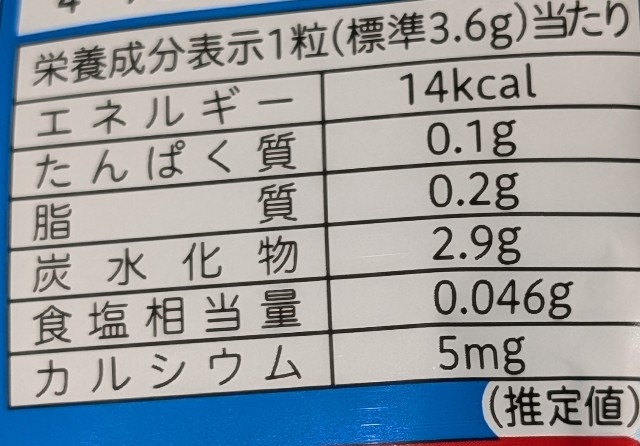 栄養成分表示1粒(標準3.6g)当たり
エネルギー 14kcal
たんぱく質 0.1g
脂質 0.2g
炭水化物 2.9g
食塩相当量 0.046g
カルシウム 5mg
(推定値)